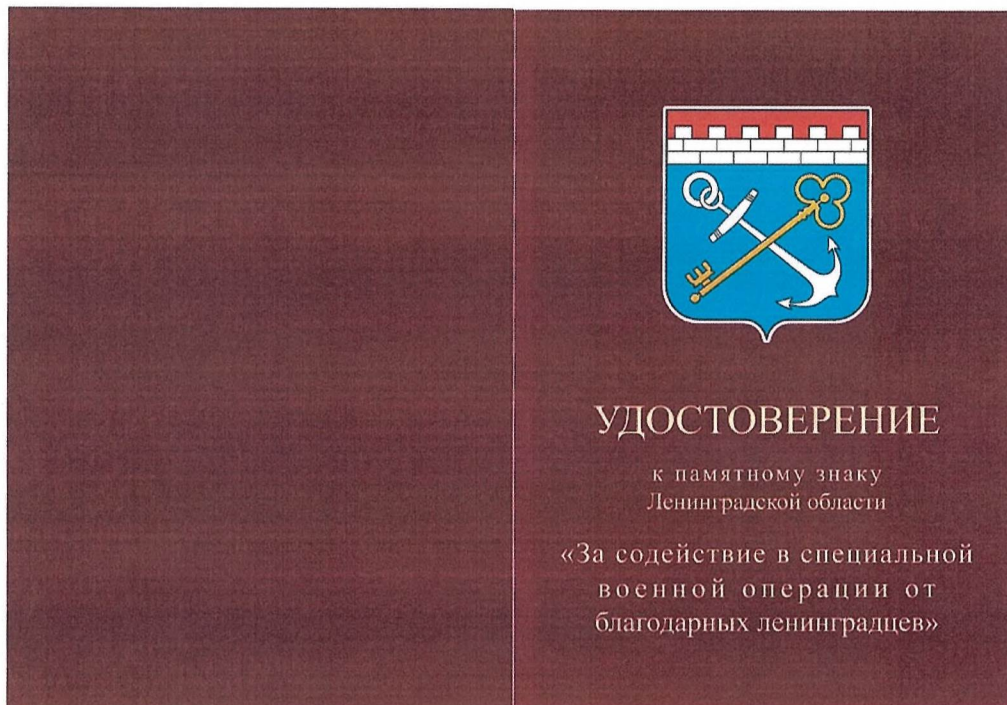 УДОСТОВЕРЕНИЕ
к памятному знаку
Ленинградской области
«За содействие в специальной
военной операции от
благодарных ленинградцев»